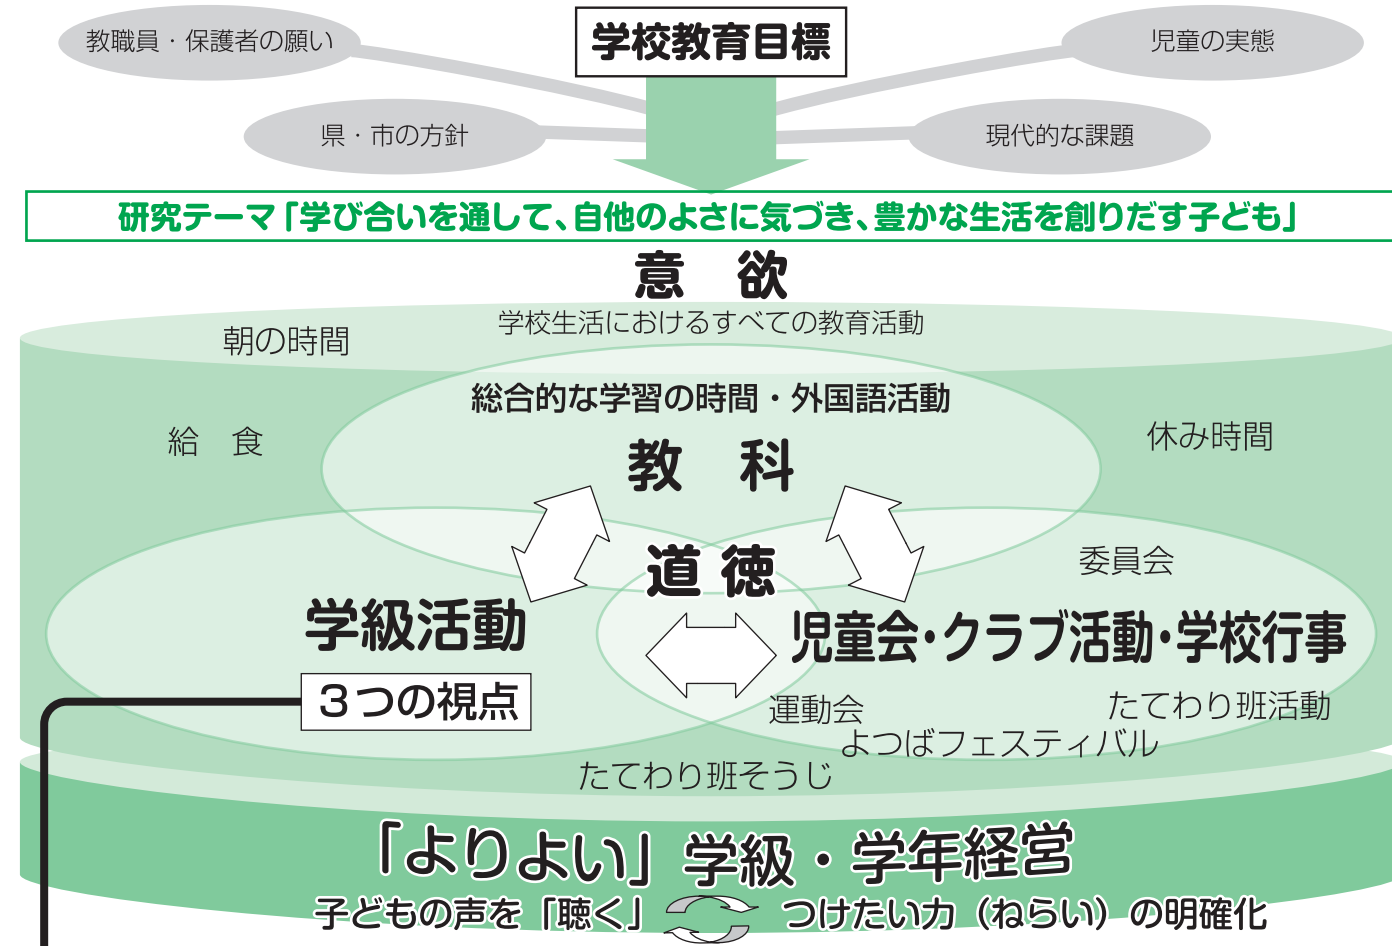 学校教育目標
教職員・保護者の願い
児童の実態
県・市の方針
現代的な課題
研究テーマ「学び合いを通して、自他のよさに気づき、豊かな生活を創りだす子ども」
意　欲
学校生活におけるすべての教育活動
朝の時間
総合的な学習の時間・外国語活動
給　食
休み時間
教　科
道 徳
委員会
学級活動
児童会・クラブ活動・学校行事
３つの視点
運動会
たてわり班活動
よつばフェスティバル
たてわり班そうじ
「よりよい」学級・学年経営
子どもの声を「聴く」
つけたい力（ねらい）の明確化